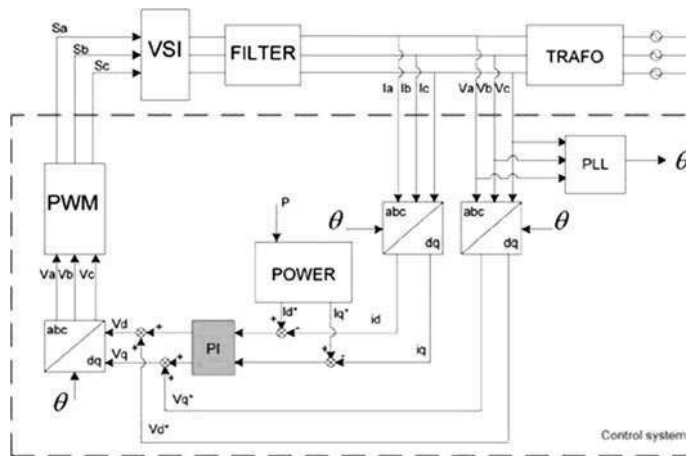 Sa
Sb
Sc
VSI
FILTER
TRAFO
Ia Ib Ic
Va Vb Vc
PLL
θ
PWM
P
θ
abc
dq
abc
dq
θ
POWER
Va Vb Vc
Id*
Iq*
id
abc
dq
Vd
Vq
PI
iq
θ
Vq*
Vd*
Control system